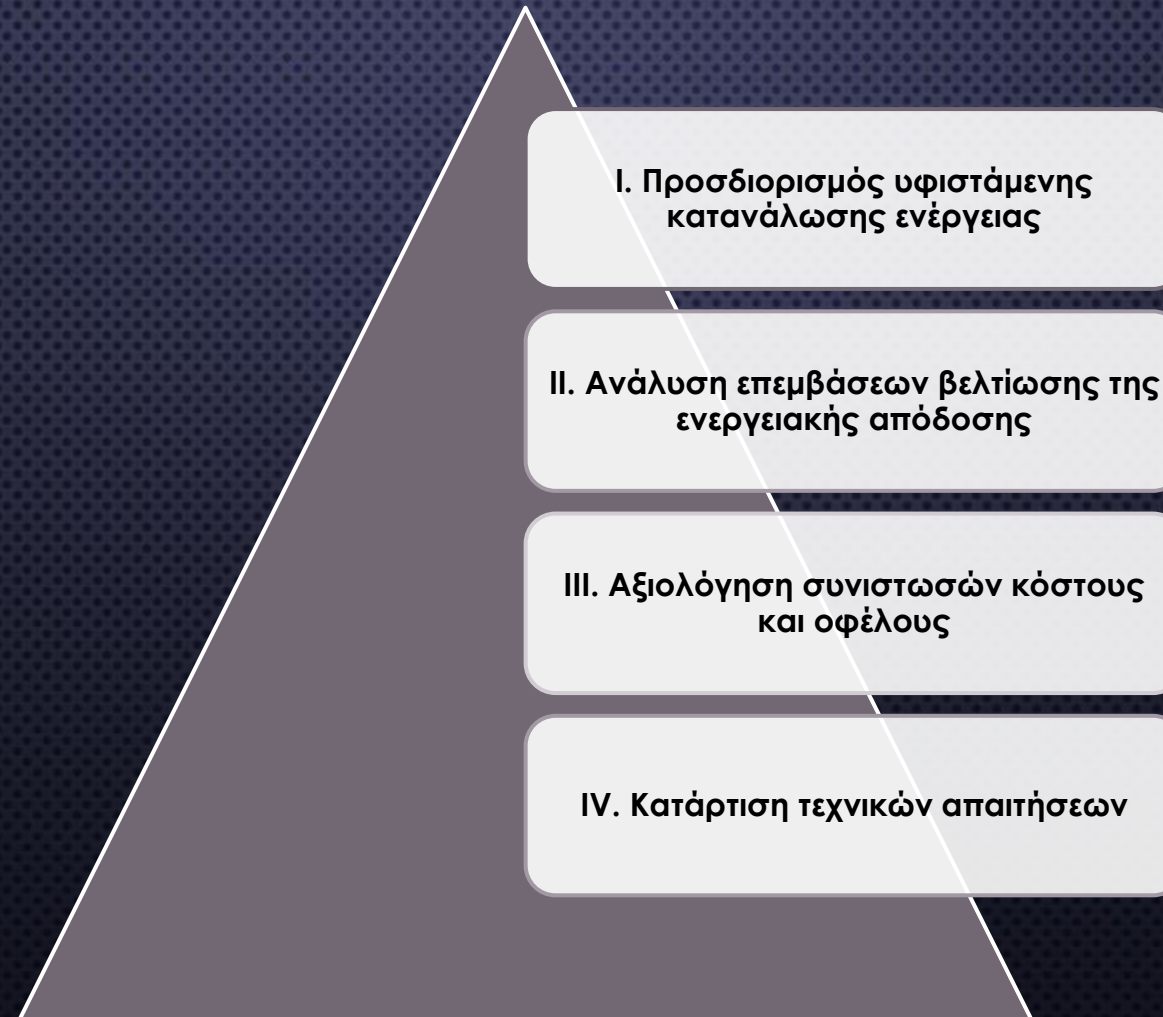 I. Προσδιορισμός υφιστάμενης
κατανάλωσης ενέργειας
II. Ανάλυση επεμβάσεων βελτίωσης της
ενεργειακής απόδοσης
III. Αξιολόγηση συνιστωσών κόστους
και οφέλους
IV. Κατάρτιση τεχνικών απαιτήσεων